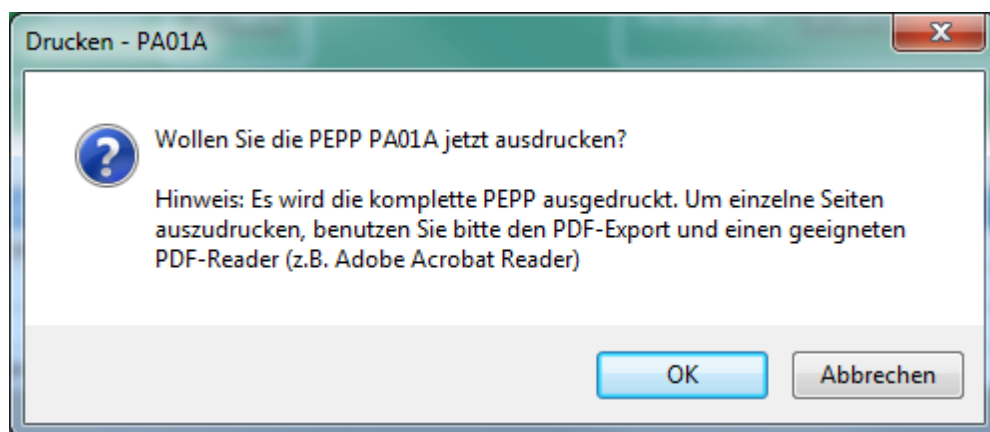 Drucken - PA01A
Wollen Sie die PEPP PA01A jetzt ausdrucken?
Hinweis: Es wird die komplette PEPP ausgedruckt. Um einzelne Seiten
auszudrucken, benutzen Sie bitte den PDF-Export und einen geeigneten
PDF-Reader (z.B. Adobe Acrobat Reader)
OK
Abbrechen